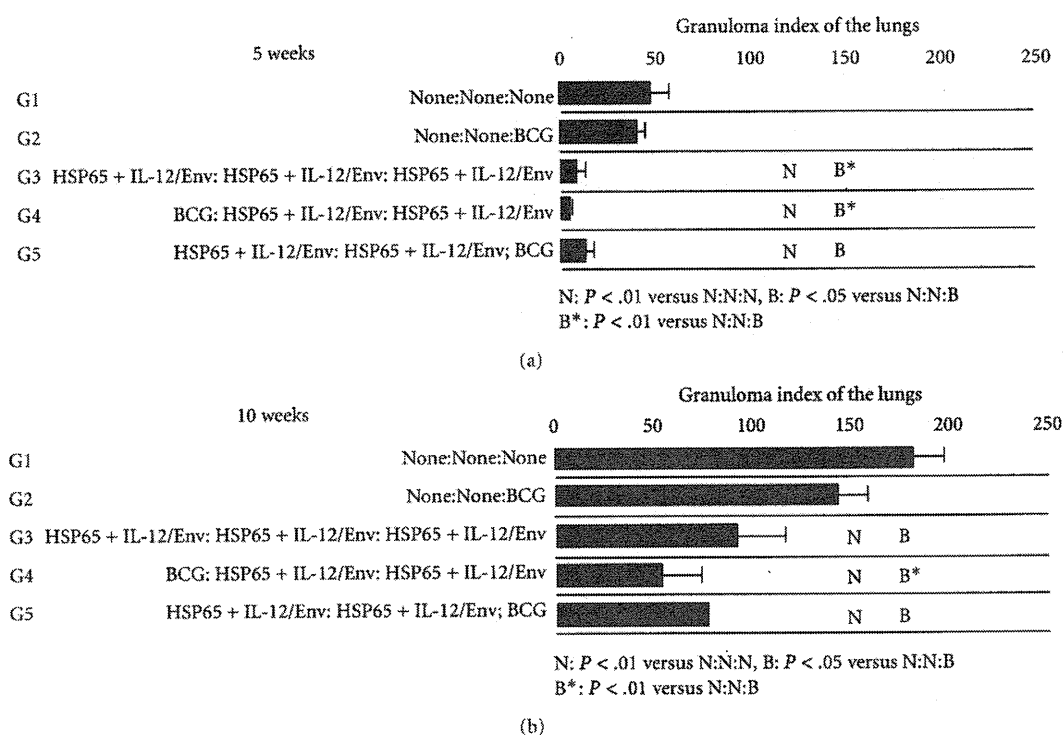 Granuloma index of the lungs
5 weeks
0 50 100 150 200 250
G1 None:None:None
G2 None:None:BCG
G3 HSP65 + IL-12/Env: HSP65 + IL-12/Env: HSP65 + IL-12/Env N B*
G4 BCG: HSP65 + IL-12/Env: HSP65 + IL-12/Env N B*
G5 HSP65 + IL-12/Env: HSP65 + IL-12/Env; BCG N B
N: P < .01 versus N:N:N, B: P < .05 versus N:N:B
B*: P < .01 versus N:N:B
(a)
Granuloma index of the lungs
10 weeks
0 50 100 150 200 250
G1 None:None:None
G2 None:None:BCG
G3 HSP65 + IL-12/Env: HSP65 + IL-12/Env: HSP65 + IL-12/Env N B
G4 BCG: HSP65 + IL-12/Env: HSP65 + IL-12/Env N B*
G5 HSP65 + IL-12/Env: HSP65 + IL-12/Env; BCG N B
N: P < .01 versus N:N:N, B: P < .05 versus N:N:B
B*: P < .01 versus N:N:B
(b)